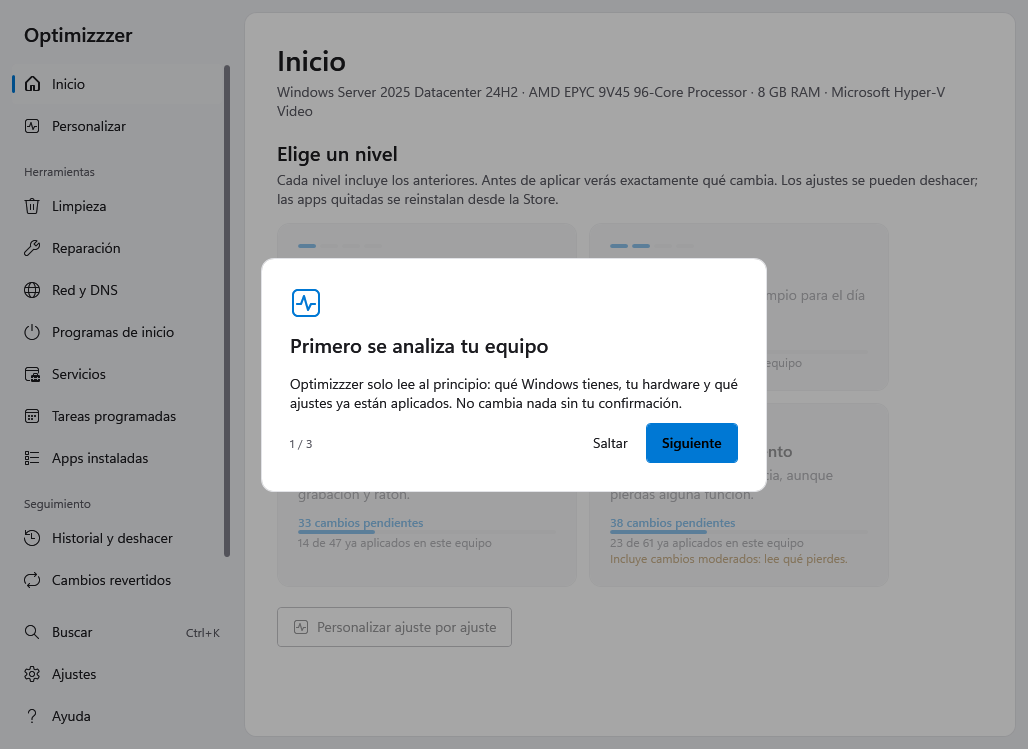 Optimizzzer
Inicio
Personalizar
Herramientas
Limpieza
Reparación
Red y DNS
Programas de inicio
Servicios
Tareas programadas
Apps instaladas
Seguimiento
Historial y deshacer
Cambios revertidos
Buscar Ctrl+K
Ajustes
Ayuda
Inicio
Windows Server 2025 Datacenter 24H2 · AMD EPYC 9V45 96-Core Processor · 8 GB RAM · Microsoft Hyper-V
Video
Elige un nivel
Cada nivel incluye los anteriores. Antes de aplicar verás exactamente qué cambia. Los ajustes se pueden deshacer;
las apps quitadas se reinstalan desde la Store.
para el día
Primero se analiza tu equipo
Optimizzzer solo lee al principio: qué Windows tienes, tu hardware y qué
ajustes ya están aplicados. No cambia nada sin tu confirmación.
1 / 3
Saltar
Siguiente
aunque
grabación y ratón.
33 cambios pendientes
14 de 47 ya aplicados en este equipo
pierdas alguna función.
38 cambios pendientes
23 de 61 ya aplicados en este equipo
Incluye cambios moderados: lee qué pierdes.
Personalizar ajuste por ajuste